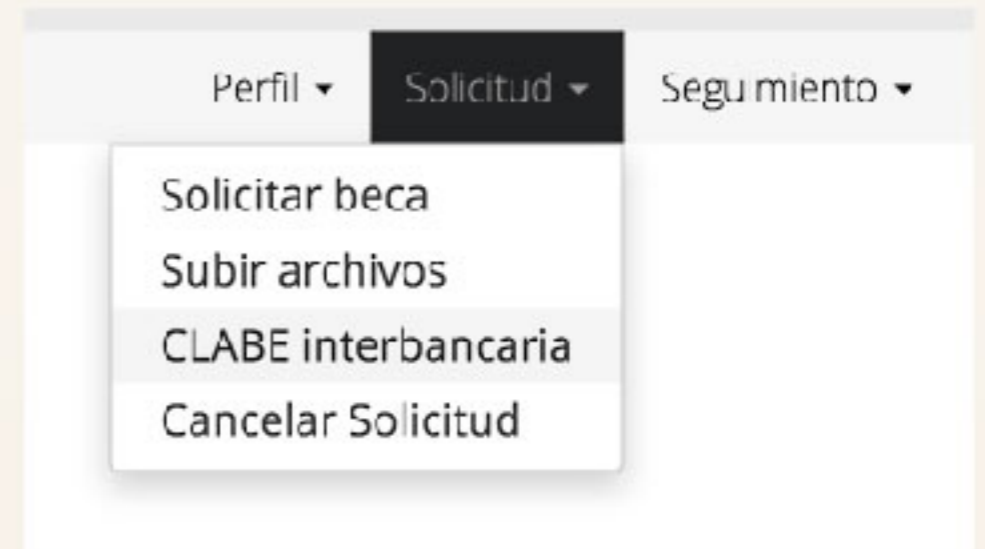 Perfil Solicitud Seguimiento
Solicitar beca
Subir archivos
CLABE interbancaria
Cancelar Solicitud